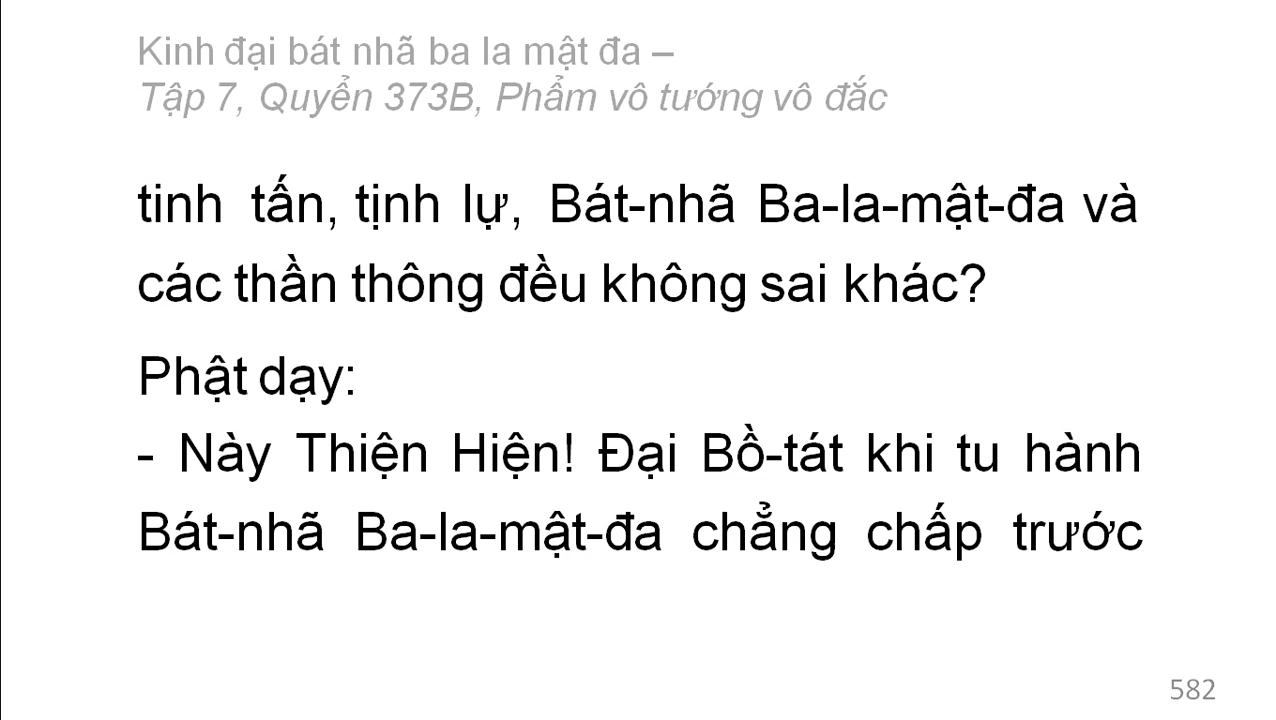 Kinh đại bát nhã ba la mật đa –
Tập 7, Quyển 373B, Phẩm vô tướng vô đắc
tinh tấn, tịnh lự, Bát-nhã Ba-la-mật-đa và
các thần thông đều không sai khác?
Phật dạy:
- Này Thiện Hiện! Đại Bồ-tát khi tu hành
Bát-nhã Ba-la-mật-đa chẳng chấp trước
582